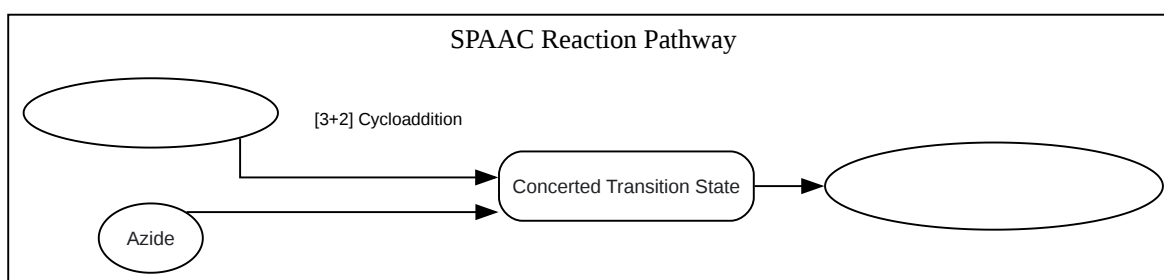 SPAAC Reaction Pathway
[3+2] Cycloaddition
Concerted Transition State
Azide